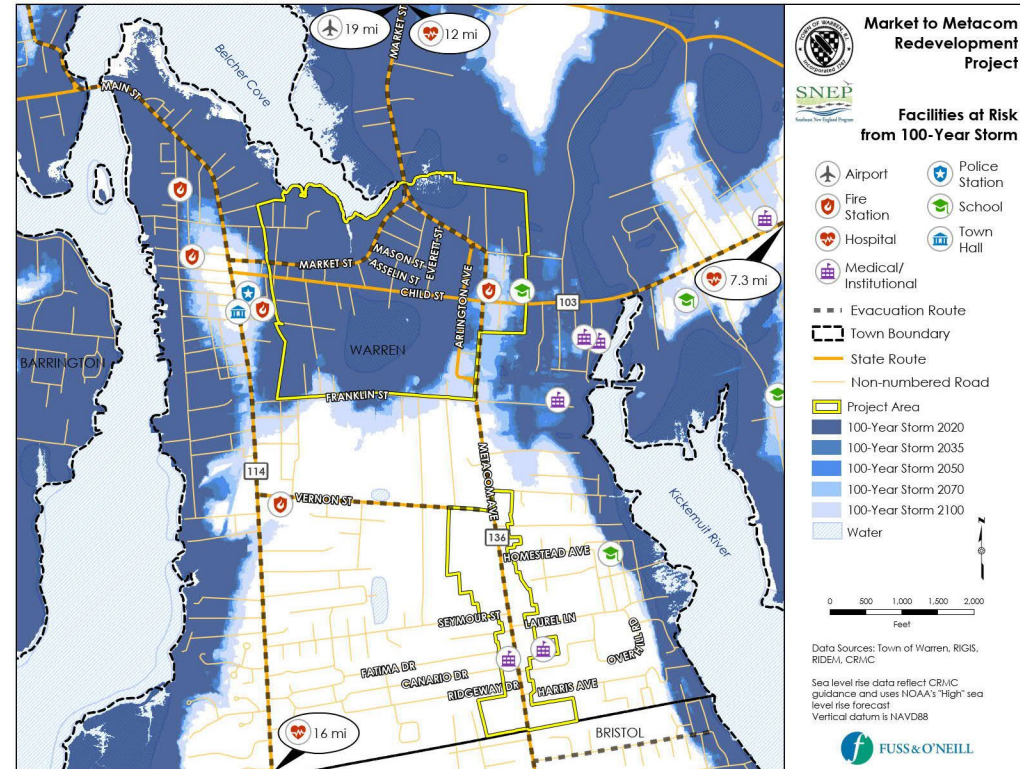 19 mi
12 mi
MARKET ST
Belcher Cove
MAIN ST
MARKET ST
MASON ST
EVERETT ST
ASSELIN ST
CHILD ST
ARLINGTON AVE
103
7.3 mi
WARREN
BARRINGTON
FRANKLIN ST
114
METACOM AVE
VERNON ST
136
Kickemuit River
HOMESTEAD AVE
SEYMOUR ST
LAUREL LN
OVERHILL RD
FATIMA DR
CANARIO DR
RIDGEWAY DR
HARRIS AVE
16 mi
BRISTOL
TOWN OF WARREN, R.I.
Incorporated 1747
SNEP
Southeast New England Program
Market to Metacom
Redevelopment
Project
Facilities at Risk
from 100-Year Storm
Airport
Police
Station
Fire
Station
School
Hospital
Town
Hall
Medical/
Institutional
Evacuation Route
Town Boundary
State Route
Non-numbered Road
Project Area
100-Year Storm 2020
100-Year Storm 2035
100-Year Storm 2050
100-Year Storm 2070
100-Year Storm 2100
Water
N
0 500 1,000 1,500 2,000
Feet
Data Sources: Town of Warren, RIGIS,
RIDEM, CRMC
Sea level rise data reflect CRMC
guidance and uses NOAA's "High" sea
level rise forecast
Vertical datum is NAVD88
f
FUSS & O'NEILL